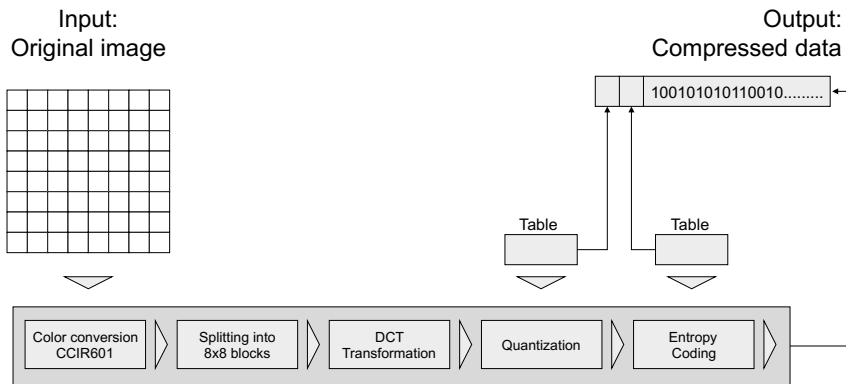 Input:
Original image
Output:
Compressed data
100101010110010.........
Table
Table
Color conversion
CCIR601
Splitting into
8x8 blocks
DCT
Transformation
Quantization
Entropy
Coding